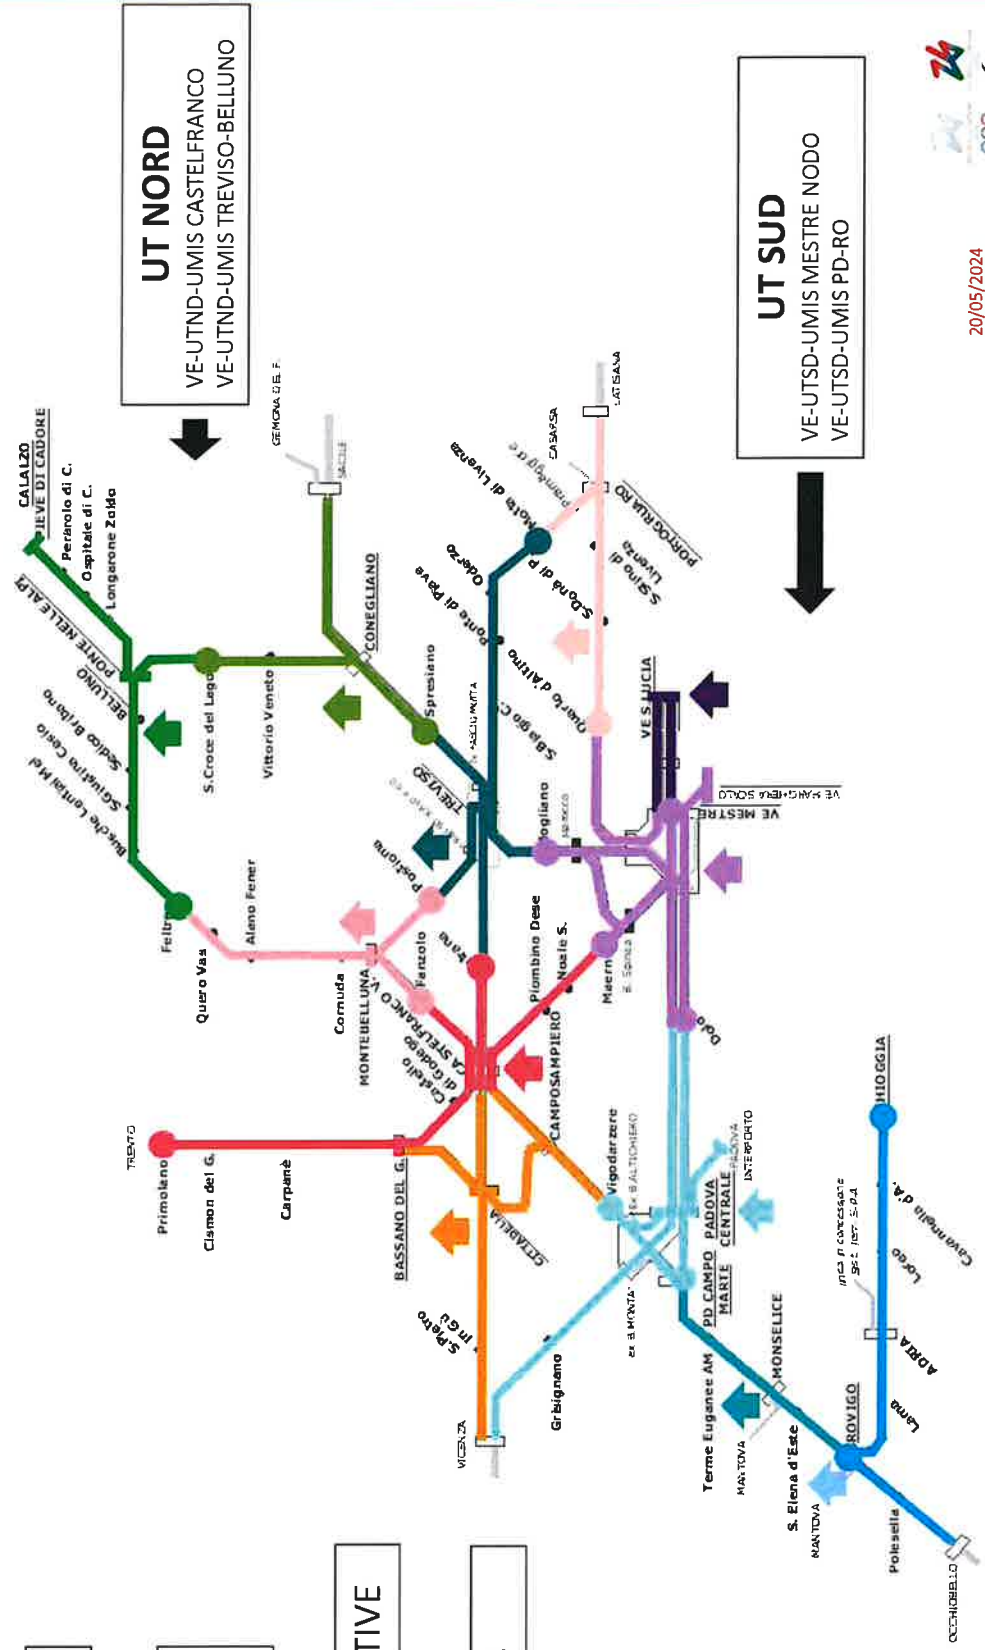 UT NORD
VE-UTND-UMIS CASTELFRANCO
VE-UTND-UMIS TREVISO-BELLUNO
UT SUD
VE-UTSD-UMIS MESTRE NODO
VE-UTSD-UMIS PD-RO
20/05/2024
CALALZO
PIEVE DI CADORE
Perarolo di C.
Ospitale di C.
Longarone Zoldo
PONTE NELLE ALPI
BELLUNO
Sedico Bribano
S.Giustina Cesio
Busche Lentiai Mel
Feltre
Quero Vas
Alano Fener
Cornuda
MONTEBELLUNA
Fanzolo
CASTELFRANCO V.
Castello
di Godego
S.Croce del Lago
Vittorio Veneto
CONEGLIANO
GEMONA DEL F.
SACILE
Spresiano
TREVISO
Postioma
S.Biagio C.
Ponte di Piave
Oderzo
Motta di Livenza
Pramaggiore
CASARSA
LATISANA
PORTOGRUARO
S.Stino di
Livenza
S.Donà di P.
Quarto d'Altino
VE S.LUCIA
VE MARGHERA SCALO
VE MESTRE
Mogliano
Maerne
Noale S.
Piombino Dese
CAMPOSAMPIERO
Dolo
TRENTO
Primolano
Cismon del G.
Carpanè
BASSANO DEL G.
CITTADELLA
S.Pietro
in GÙ
VICENZA
Grisignano
Vigodarzere
EX B.ALTICHIERO
PADOVA
INTERPORTO
PADOVA
CENTRALE
PD CAMPO
MARTE
Terme Euganee AM
MONSELICE
MANTOVA
S. Elena d'Este
MANTOVA
ROVIGO
Polesella
OCCHIOBELLO
Lama
ADRIA
Loreo
Cavanella d'A.
HIOGGIA
TIVE